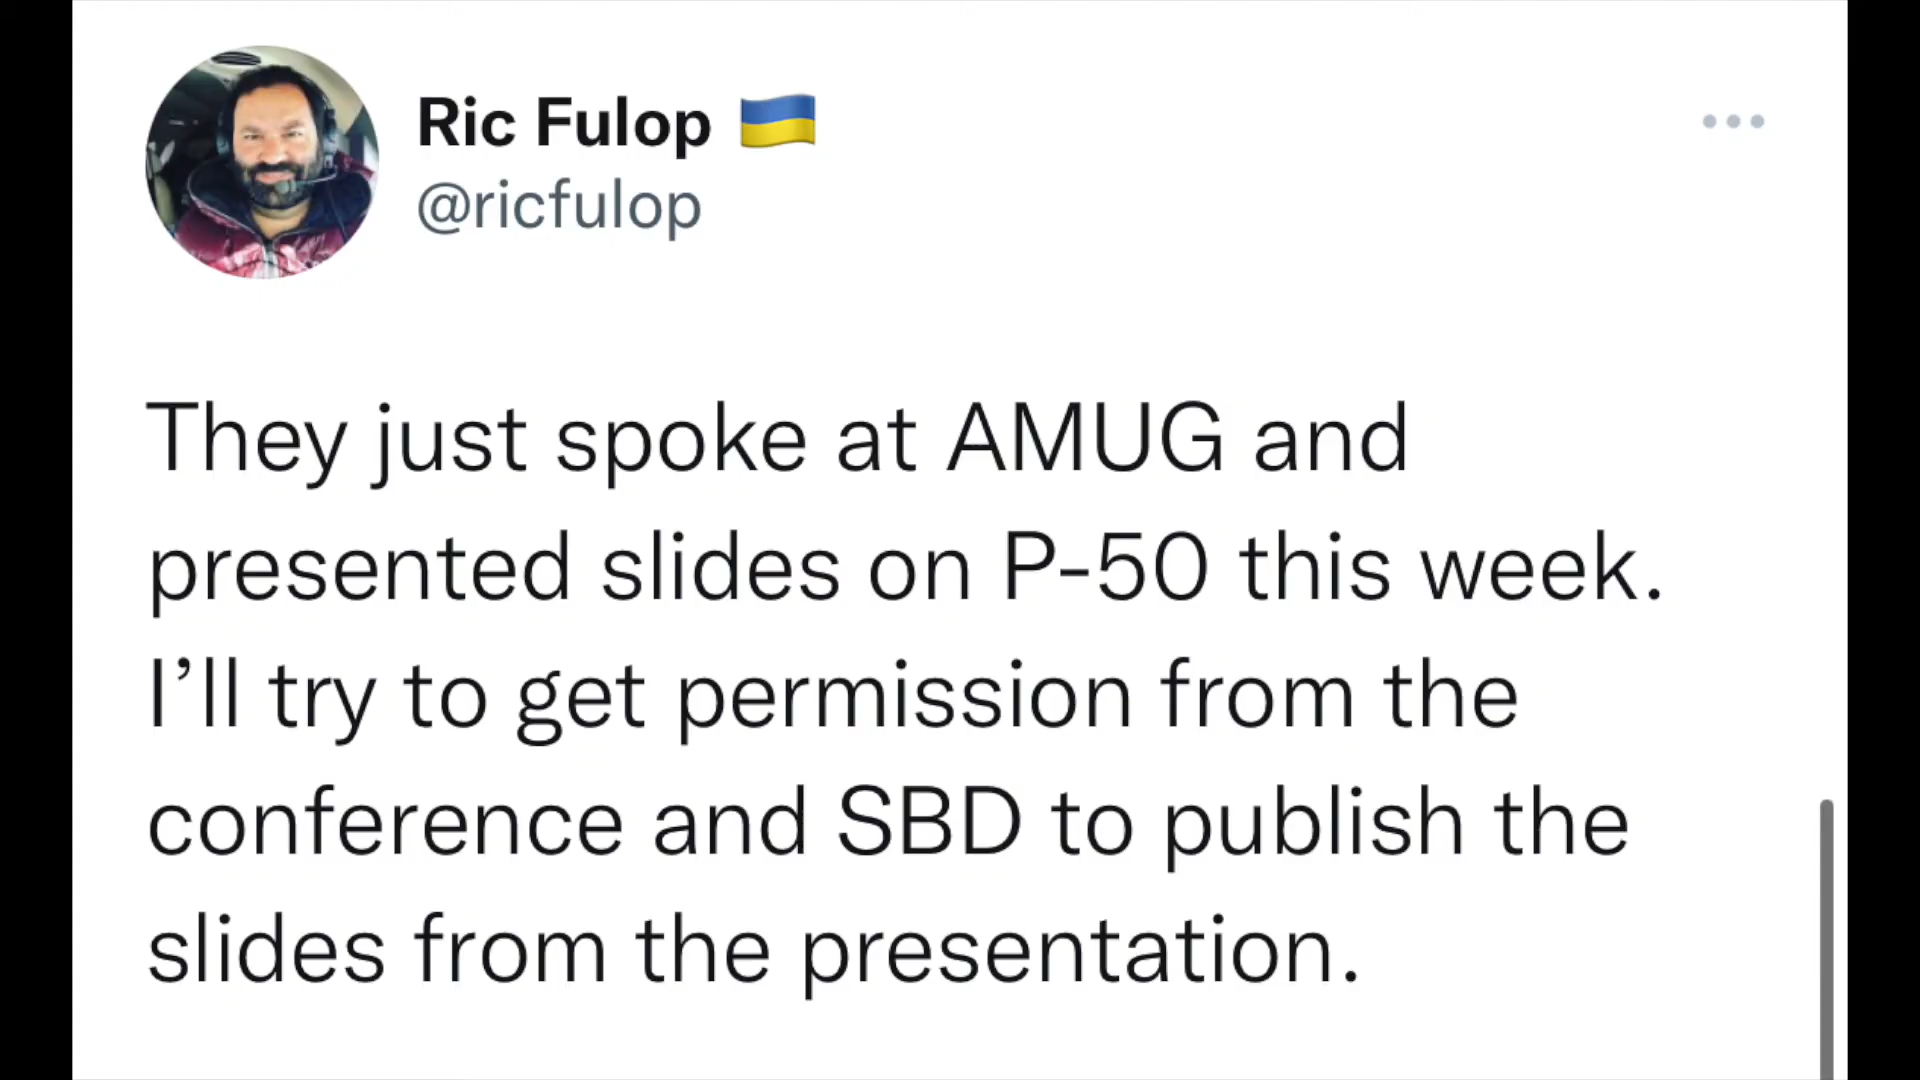 Ric Fulop 🇺🇦
@ricfulop
They just spoke at AMUG and
presented slides on P-50 this week.
I’ll try to get permission from the
conference and SBD to publish the
slides from the presentation.